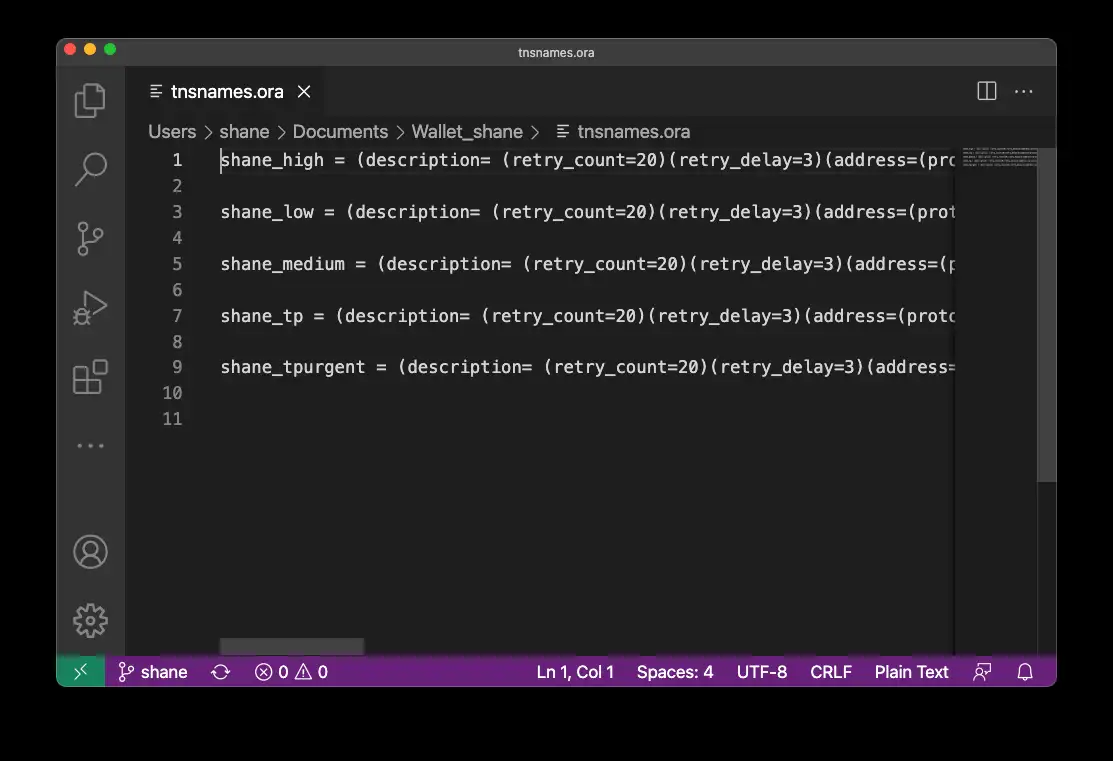 tnsnames.ora
tnsnames.ora
Users > shane > Documents > Wallet_shane > tnsnames.ora
1 shane_high = (description= (retry_count=20)(retry_delay=3)(address=(pro
2
3 shane_low = (description= (retry_count=20)(retry_delay=3)(address=(prot
4
5 shane_medium = (description= (retry_count=20)(retry_delay=3)(address=(p
6
7 shane_tp = (description= (retry_count=20)(retry_delay=3)(address=(proto
8
9 shane_tpurgent = (description= (retry_count=20)(retry_delay=3)(address=
10
11
shane 0 0 Ln 1, Col 1 Spaces: 4 UTF-8 CRLF Plain Text